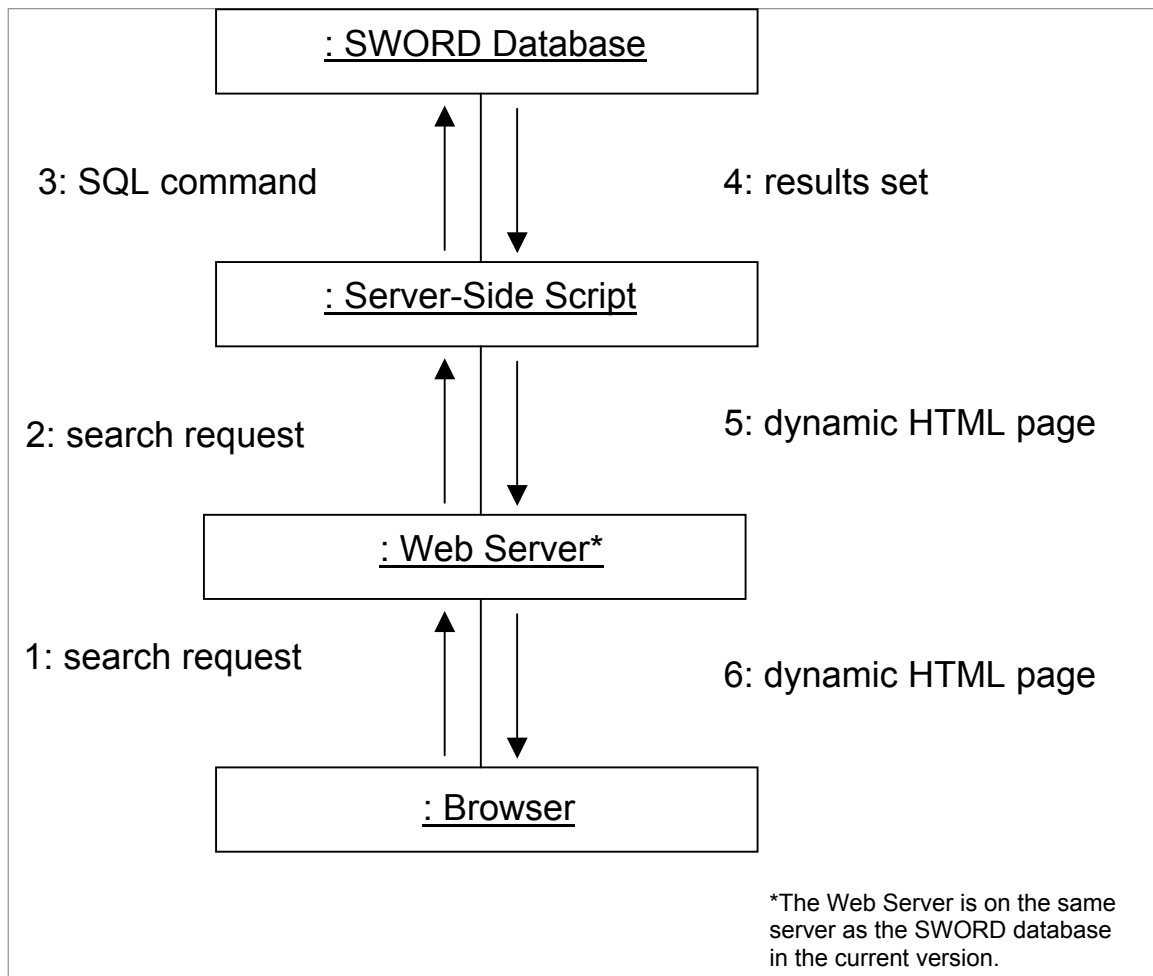 : SWORD Database
3: SQL command
4: results set
: Server-Side Script
2: search request
5: dynamic HTML page
: Web Server*
1: search request
6: dynamic HTML page
: Browser
*The Web Server is on the same
server as the SWORD database
in the current version.